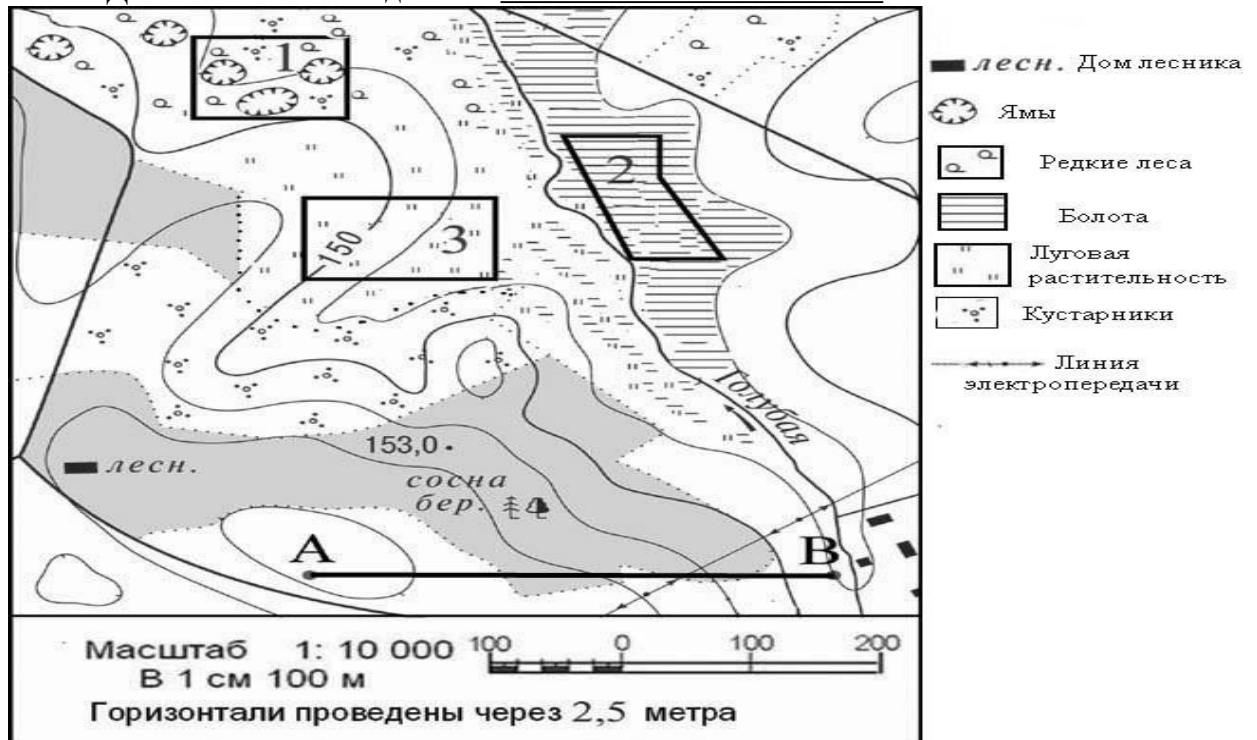 1
2
3
150
Голубая
153,0
лесн.
сосна
бер.
А
В
лесн. Дом лесника
Ямы
Редкие леса
Болота
Луговая
растительность
Кустарники
Линия
электропередачи
Масштаб 1: 10 000
В 1 см 100 м
100 0 100 200
Горизонтали проведены через 2,5 метра